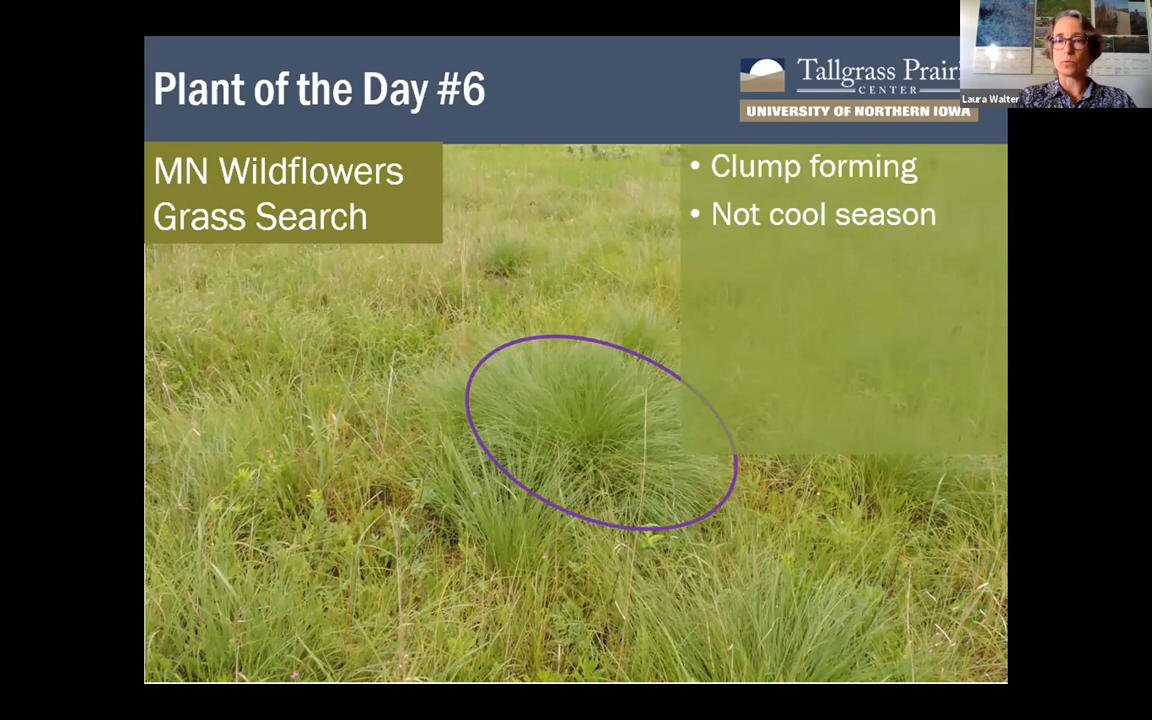 Plant of the Day #6
Tallgrass
CENTER
UNIVERSITY OF NORTHERN IOWA
Laura Walter
MN Wildflowers
Grass Search
• Clump forming
• Not cool season